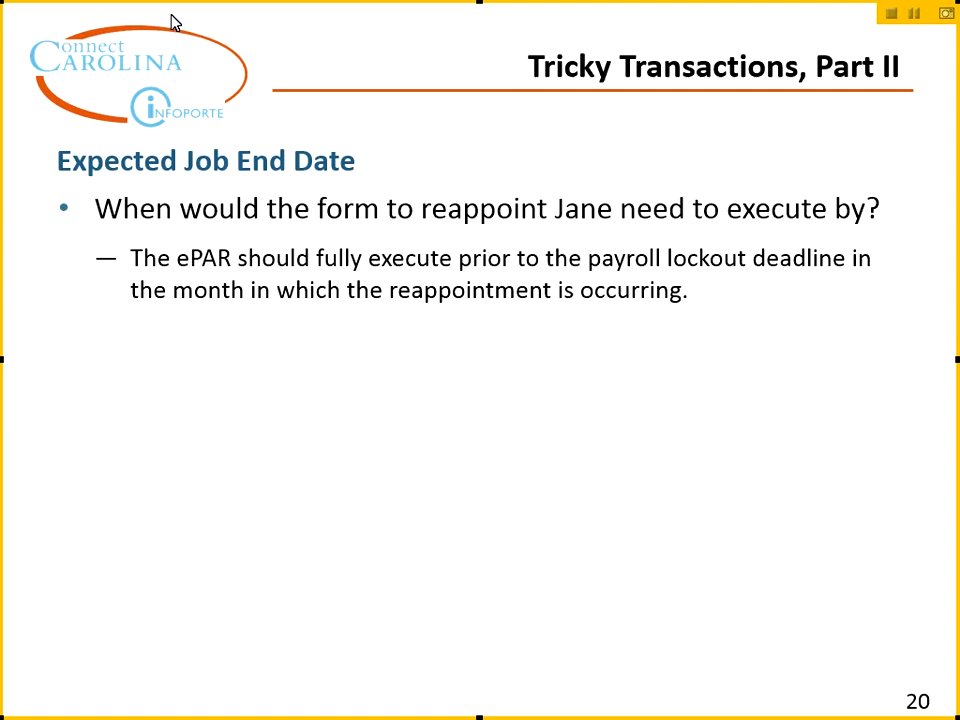 Connect
CAROLINA
INFOPORTE
Tricky Transactions, Part II
Expected Job End Date
• When would the form to reappoint Jane need to execute by?
— The ePAR should fully execute prior to the payroll lockout deadline in
the month in which the reappointment is occurring.
20